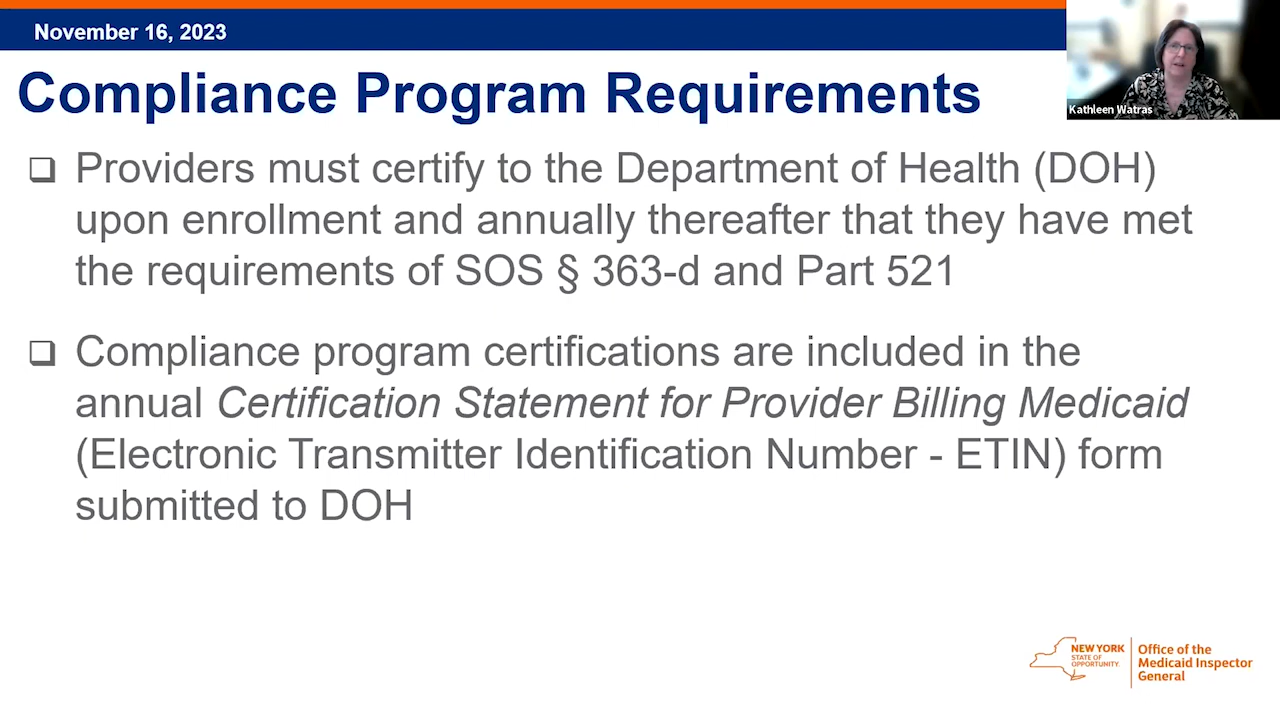 November 16, 2023
Kathleen Watras
Compliance Program Requirements
❑ Providers must certify to the Department of Health (DOH)
upon enrollment and annually thereafter that they have met
the requirements of SOS § 363-d and Part 521
❑ Compliance program certifications are included in the
annual Certification Statement for Provider Billing Medicaid
(Electronic Transmitter Identification Number - ETIN) form
submitted to DOH
NEW YORK
STATE OF
OPPORTUNITY.
Office of the
Medicaid Inspector
General